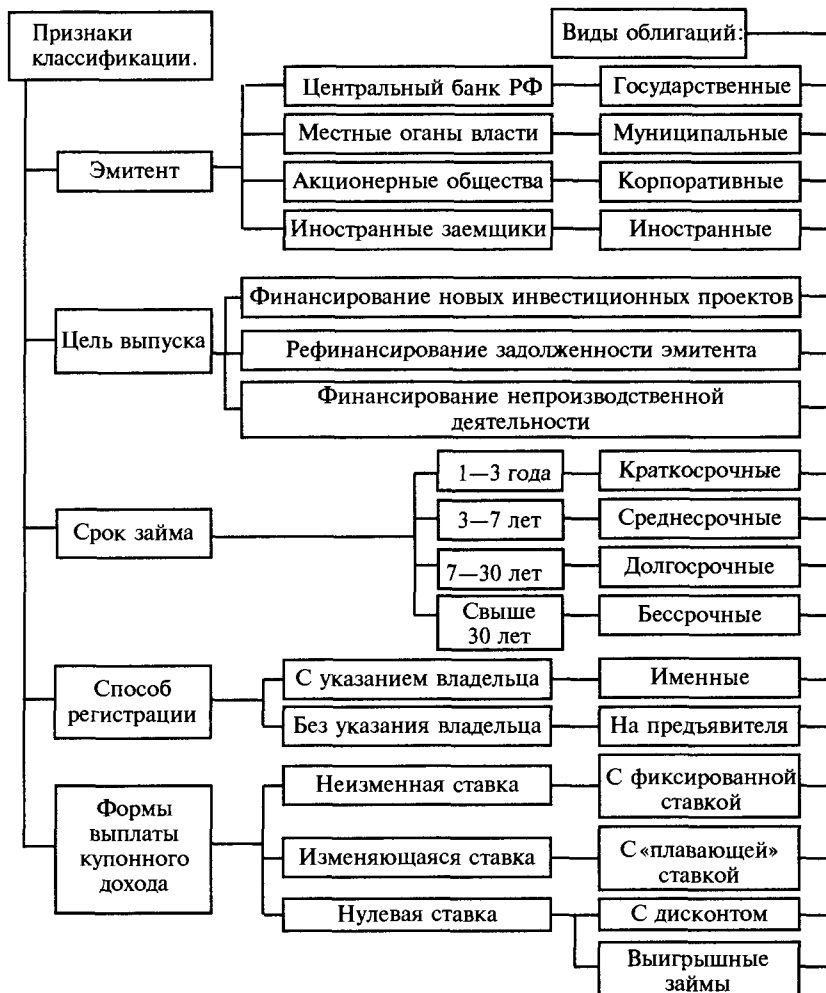 Признаки
классификации.
Виды облигаций:
Эмитент
Центральный банк РФ
Государственные
Местные оганы власти
Муниципальные
Акционерные общества
Корпоративные
Иностранные заемщики
Иностранные
Цель выпуска
Финансирование новых инвестиционных проектов
Рефинансирование задолженности эмитента
Финансирование непроизводственной
деятельности
Срок займа
1—3 года
Краткосрочные
3—7 лет
Среднесрочные
7—30 лет
Долгосрочные
Свыше
30 лет
Бессрочные
Способ
регистрации
С указанием владельца
Именные
Без указания владельца
На предъявителя
Формы
выплаты
купонного
дохода
Неизменная ставка
С фиксированной
ставкой
Изменяющаяся ставка
С «плавающей»
ставкой
Нулевая ставка
С дисконтом
Выигрышные
займы